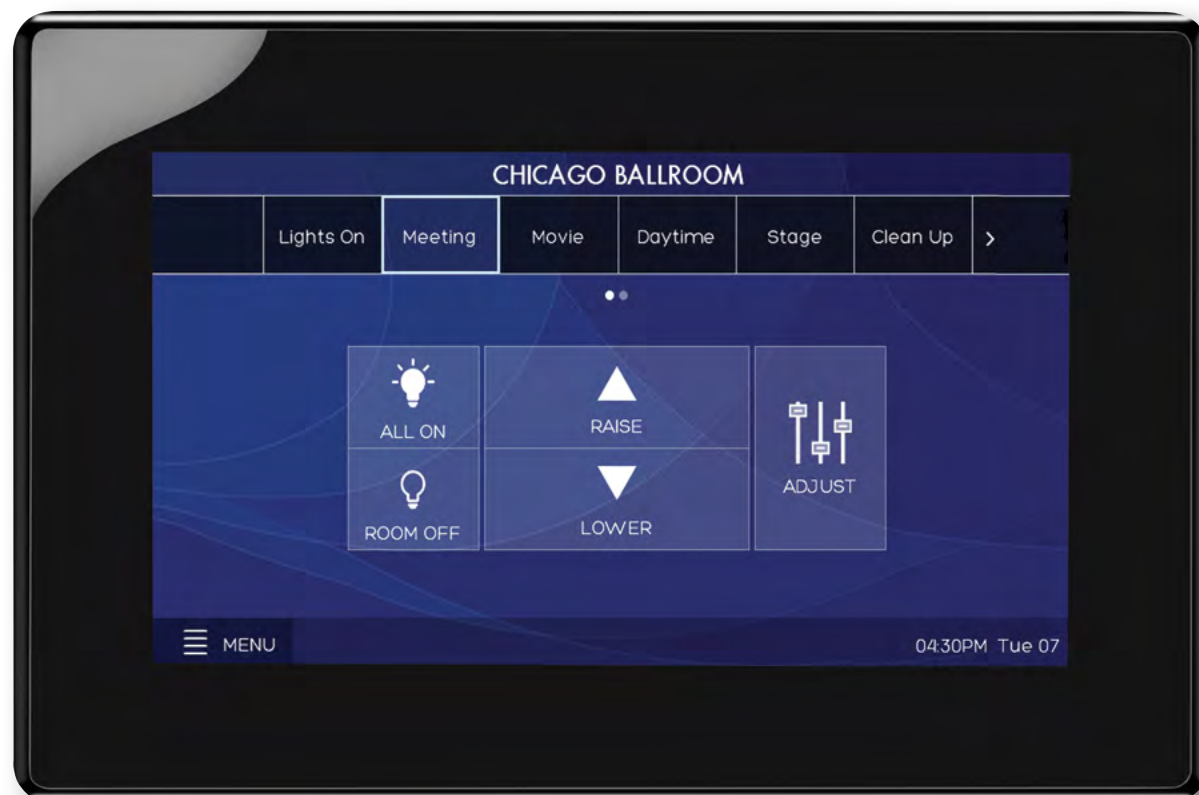 CHICAGO BALLROOM
Lights On Meeting Movie Daytime Stage Clean Up >
ALL ON
RAISE
ADJUST
ROOM OFF
LOWER
MENU 04:30PM Tue 07